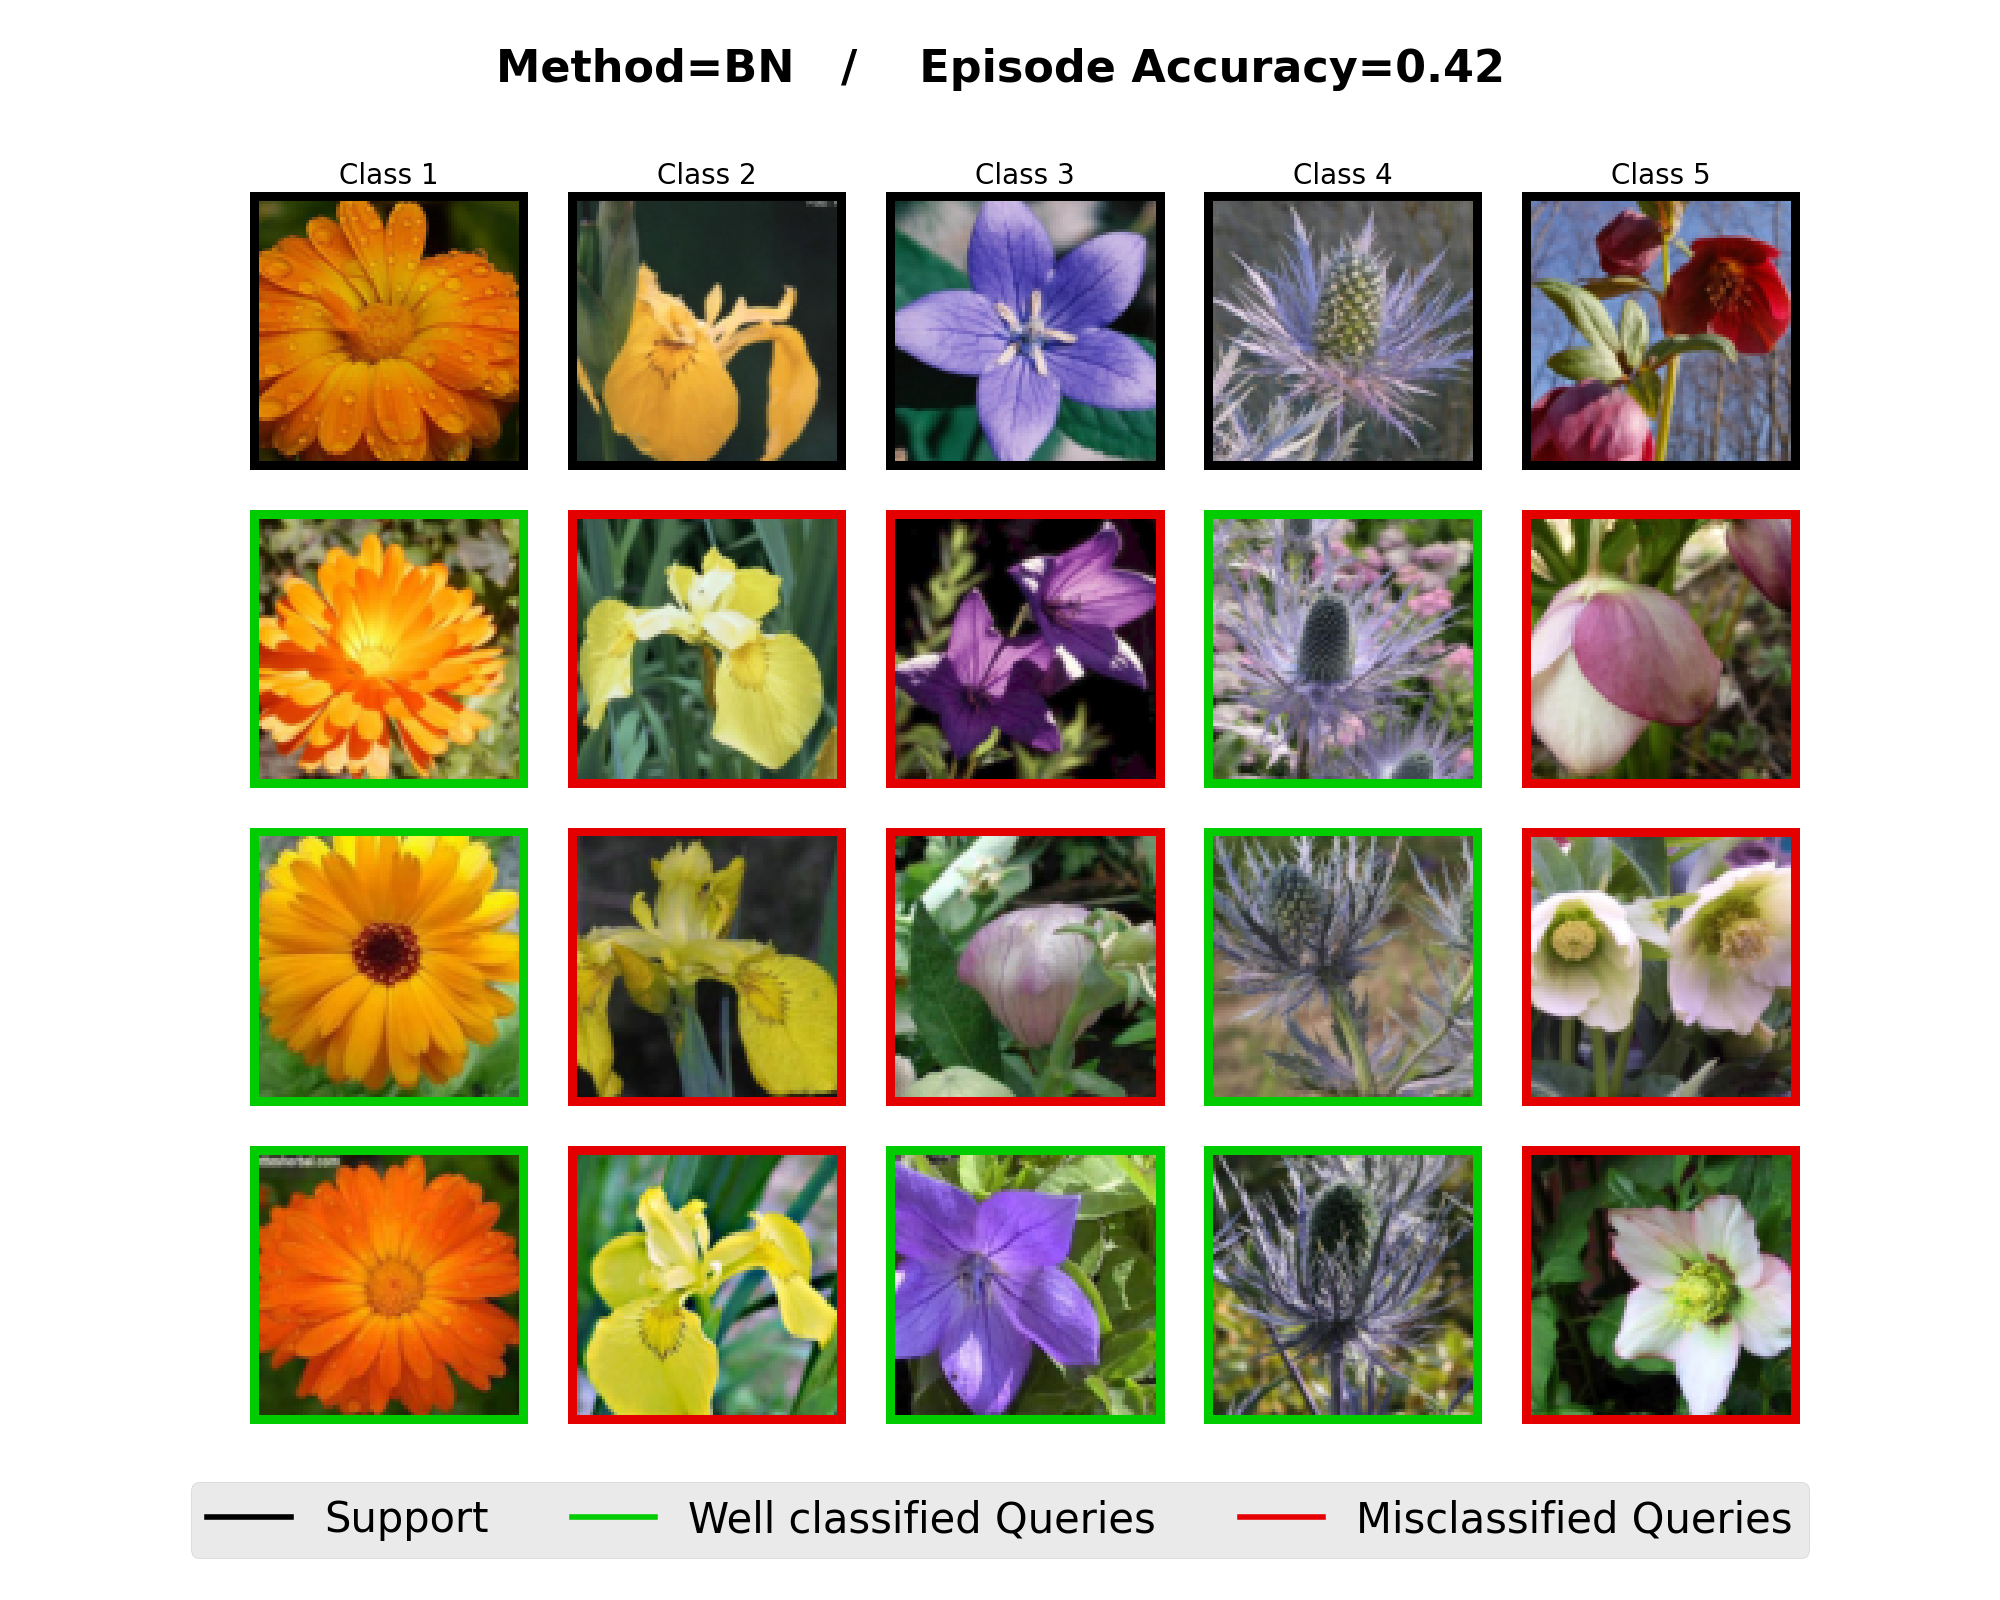 Method=BN / Episode Accuracy=0.42
Class 1 Class 2 Class 3 Class 4 Class 5
Support Well classified Queries Misclassified Queries